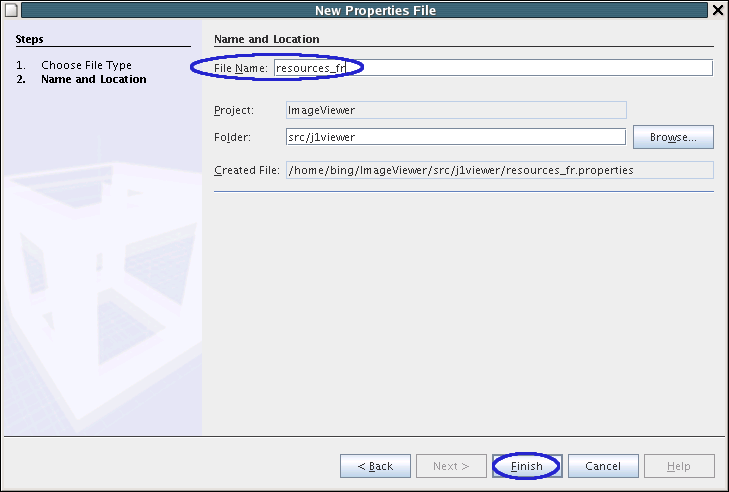 New Properties File
Steps
1. Choose File Type
2. Name and Location
Name and Location
File Name: resources_fr
Project: ImageViewer
Folder: src/j1viewer
Browse...
Created File: /home/bing/ImageViewer/src/j1viewer/resources_fr.properties
< Back Next > Finish Cancel Help